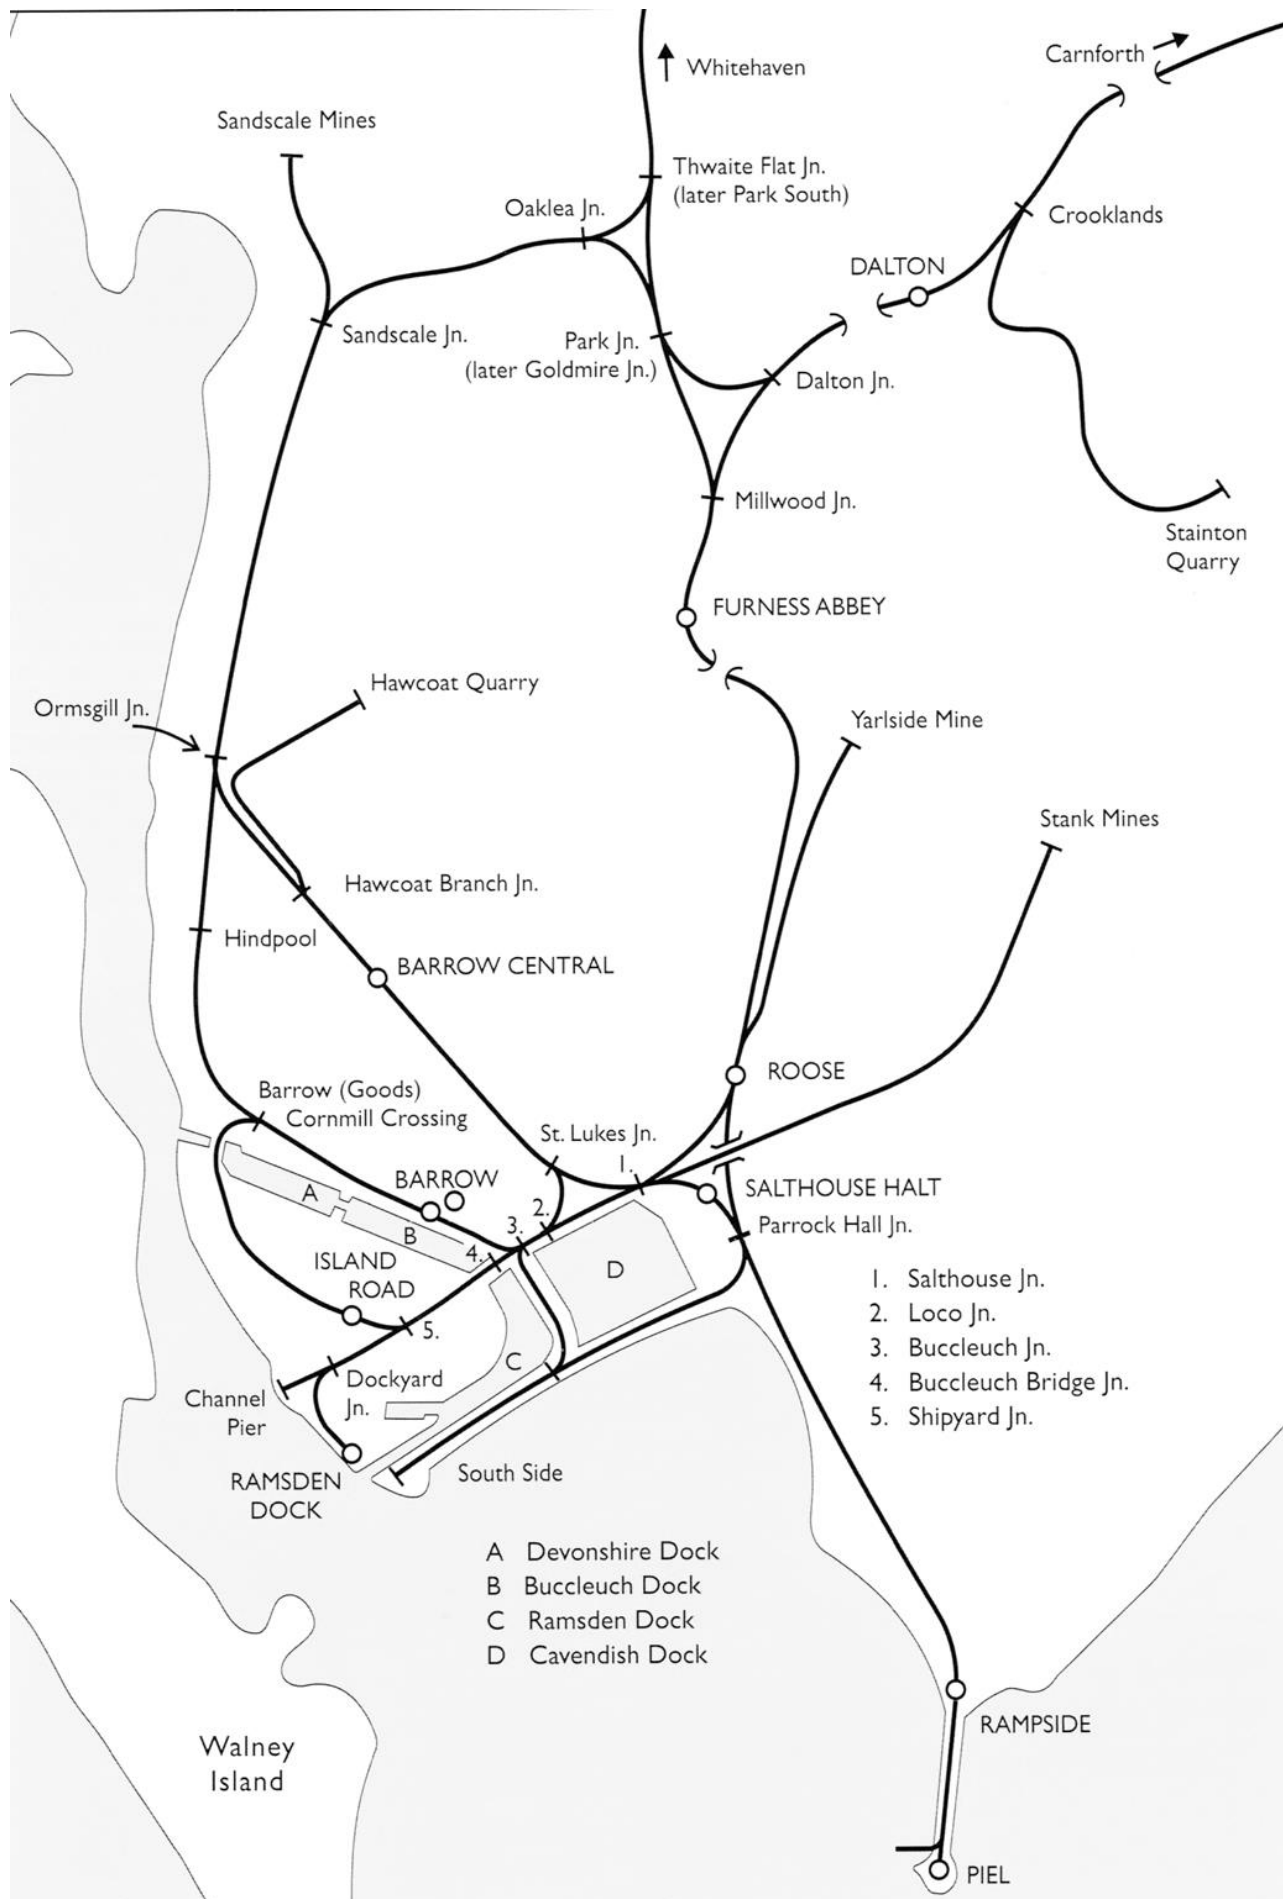 Carnforth
Whitehaven
Sandscale Mines
Thwaite Flat Jn.
(later Park South)
Oaklea Jn.
Crooklands
DALTON
Sandscale Jn.
Park Jn.
(later Goldmire Jn.)
Dalton Jn.
Millwood Jn.
Stainton
Quarry
FURNESS ABBEY
Hawcoat Quarry
Ormsgill Jn.
Yarlside Mine
Stank Mines
Hawcoat Branch Jn.
Hindpool
BARROW CENTRAL
ROOSE
Barrow (Goods)
Cornmill Crossing
St. Lukes Jn.
1.
BARROW
SALTHOUSE HALT
A
2.
3.
Parrock Hall Jn.
B
4.
ISLAND
ROAD
D
5.
1. Salthouse Jn.
2. Loco Jn.
3. Buccleuch Jn.
4. Buccleuch Bridge Jn.
5. Shipyard Jn.
C
Dockyard
Jn.
Channel
Pier
RAMSDEN
DOCK
South Side
A Devonshire Dock
B Buccleuch Dock
C Ramsden Dock
D Cavendish Dock
RAMPSIDE
Walney
Island
PIEL